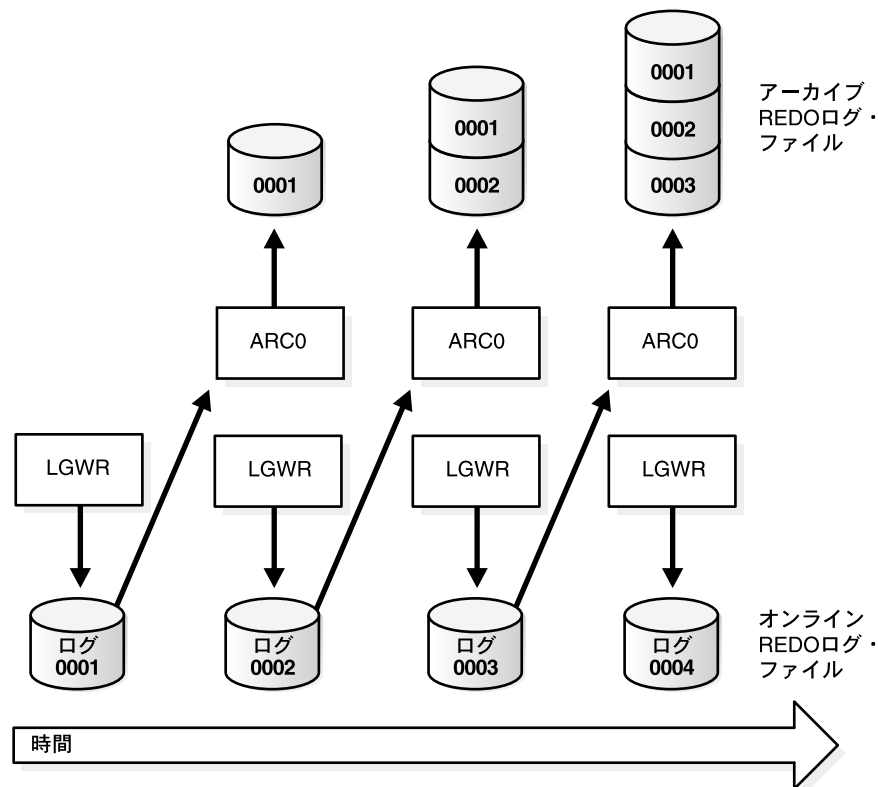 0001
0001
0002
0001
0002
0003
アーカイブ
REDOログ・
ファイル
ARC0
ARC0
ARC0
LGWR
LGWR
LGWR
LGWR
ログ
0001
ログ
0002
ログ
0003
ログ
0004
オンライン
REDOログ・
ファイル
時間